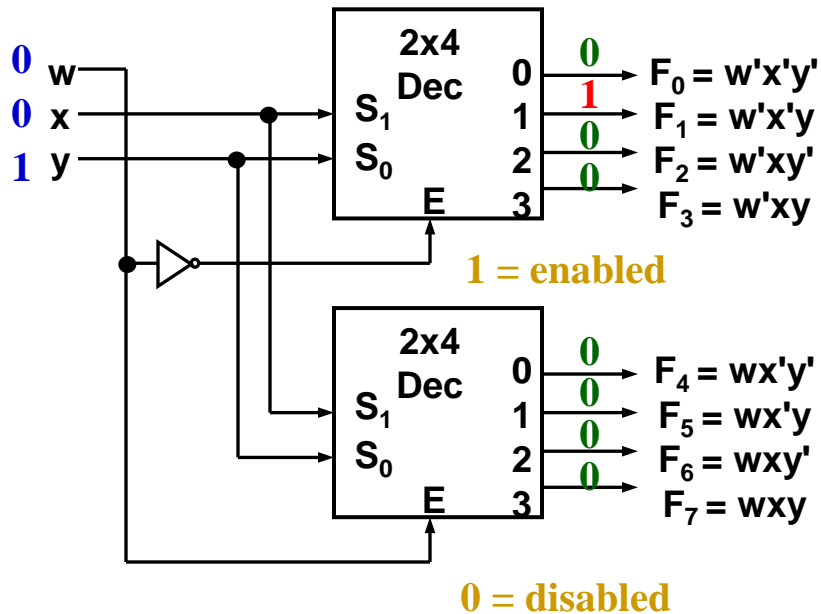 0 w
0 x
1 y
2x4
Dec
S1
S0
E
0
1
2
3
0
1
0
0
F0 = w'x'y'
F1 = w'x'y
F2 = w'xy'
F3 = w'xy
1 = enabled
2x4
Dec
S1
S0
E
0
1
2
3
0
0
0
0
F4 = wx'y'
F5 = wx'y
F6 = wxy'
F7 = wxy
0 = disabled